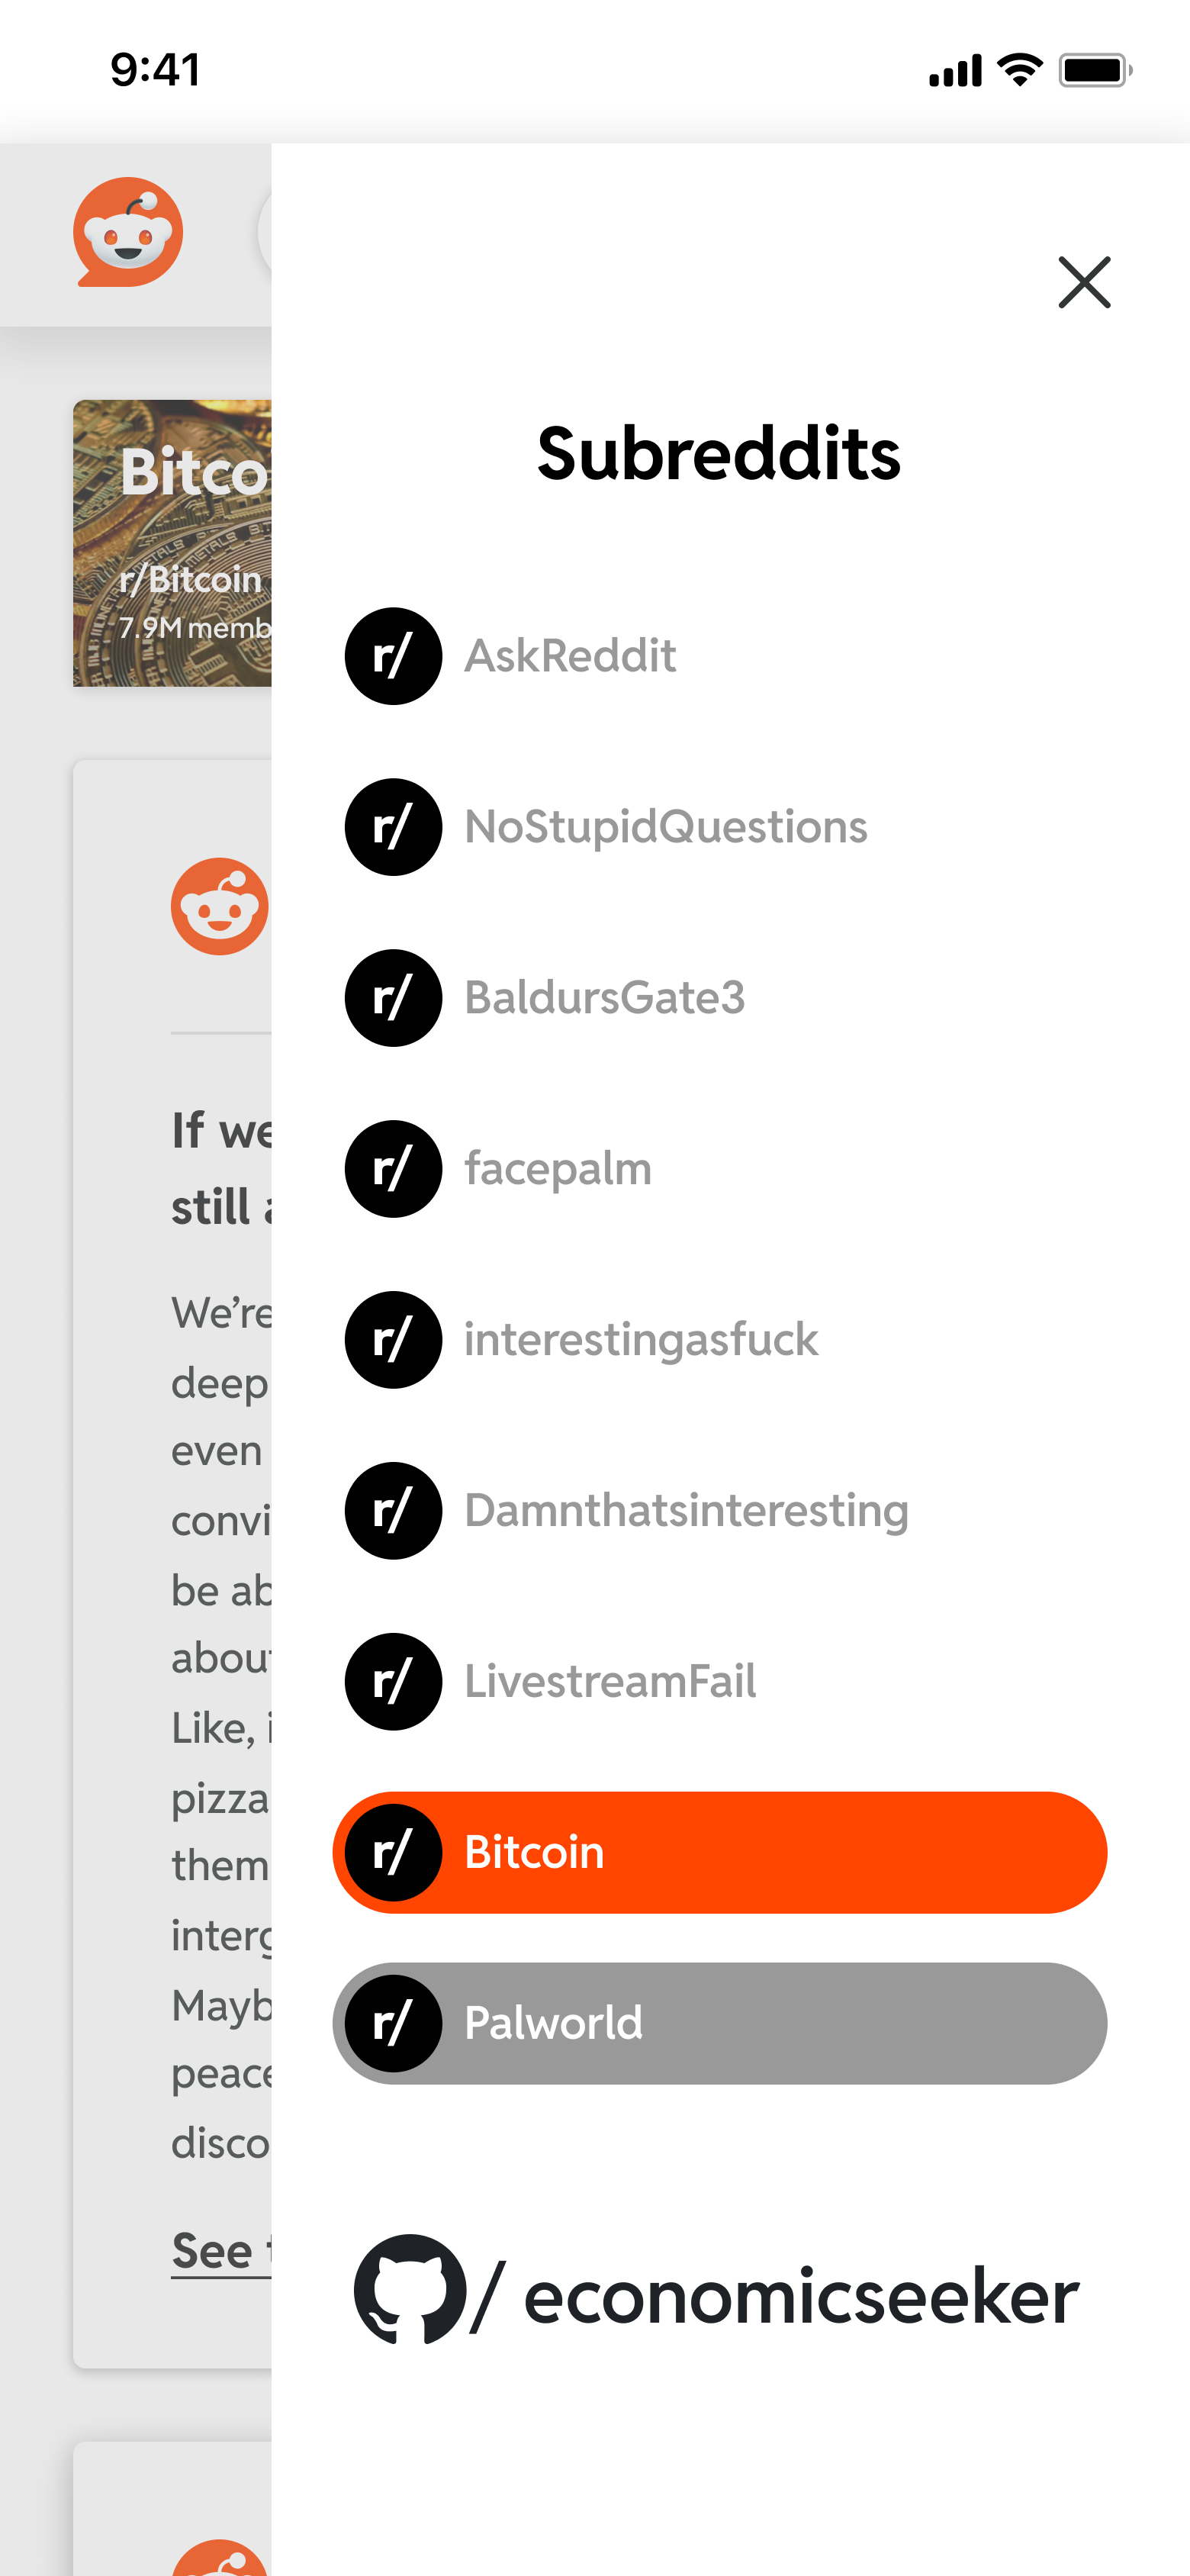 9:41
Bitco
r/Bitcoin
7.9M memb
If we
still
We're
deep
even
convi
be ab
about
Like, i
pizza
them
interg
Mayb
peace
disco
See t
Subreddits
r/ AskReddit
r/ NoStupidQuestions
r/ BaldursGate3
r/ facepalm
r/ interestingasfuck
r/ Damnthatsinteresting
r/ LivestreamFail
r/ Bitcoin
r/ Palworld
/ economicseeker